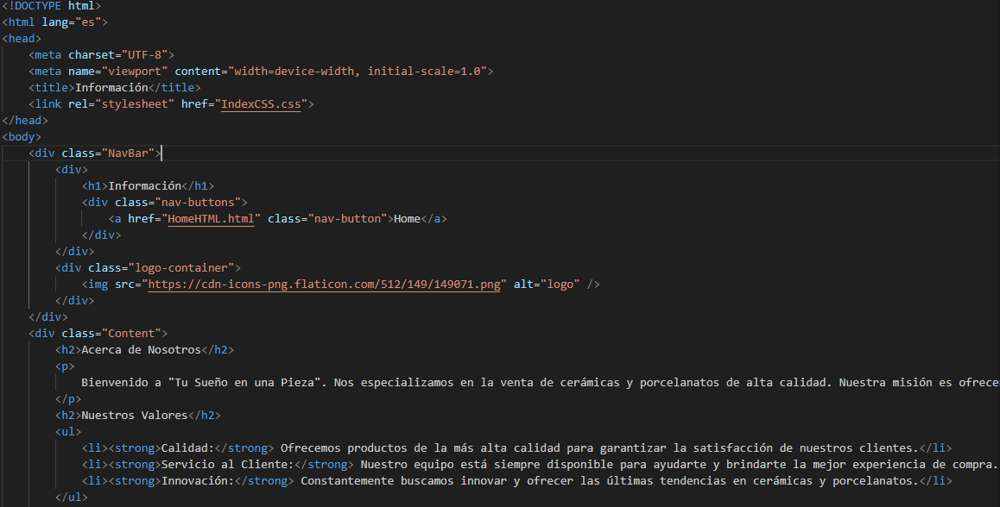 <!DOCTYPE html>
<html lang="es">
<head>
    <meta charset="UTF-8">
    <meta name="viewport" content="width=device-width, initial-scale=1.0">
    <title>Información</title>
    <link rel="stylesheet" href="IndexCSS.css">
</head>
<body>
    <div class="NavBar">
        <div>
            <h1>Información</h1>
            <div class="nav-buttons">
                <a href="HomeHTML.html" class="nav-button">Home</a>
            </div>
        </div>
        <div class="logo-container">
            <img src="https://cdn-icons-png.flaticon.com/512/149/149071.png" alt="logo" />
        </div>
    </div>
    <div class="Content">
        <h2>Acerca de Nosotros</h2>
        <p>
            Bienvenido a "Tu Sueño en una Pieza". Nos especializamos en la venta de cerámicas y porcelanatos de alta calidad. Nuestra misión es ofrece
        </p>
        <h2>Nuestros Valores</h2>
        <ul>
            <li><strong>Calidad:</strong> Ofrecemos productos de la más alta calidad para garantizar la satisfacción de nuestros clientes.</li>
            <li><strong>Servicio al Cliente:</strong> Nuestro equipo está siempre disponible para ayudarte y brindarte la mejor experiencia de compra.
            <li><strong>Innovación:</strong> Constantemente buscamos innovar y ofrecer las últimas tendencias en cerámicas y porcelanatos.</li>
        </ul>